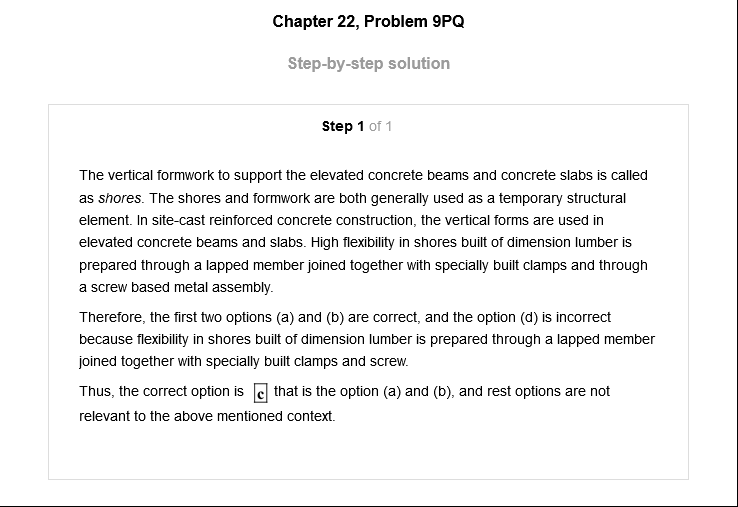 Chapter 22, Problem 9PQ
Step-by-step solution
Step 1 of 1
The vertical formwork to support the elevated concrete beams and concrete slabs is called
as shores. The shores and formwork are both generally used as a temporary structural
element. In site-cast reinforced concrete construction, the vertical forms are used in
elevated concrete beams and slabs. High flexibility in shores built of dimension lumber is
prepared through a lapped member joined together with specially built clamps and through
a screw based metal assembly.
Therefore, the first two options (a) and (b) are correct, and the option (d) is incorrect
because flexibility in shores built of dimension lumber is prepared through a lapped member
joined together with specially built clamps and screw.
Thus, the correct option is c that is the option (a) and (b), and rest options are not
relevant to the above mentioned context.